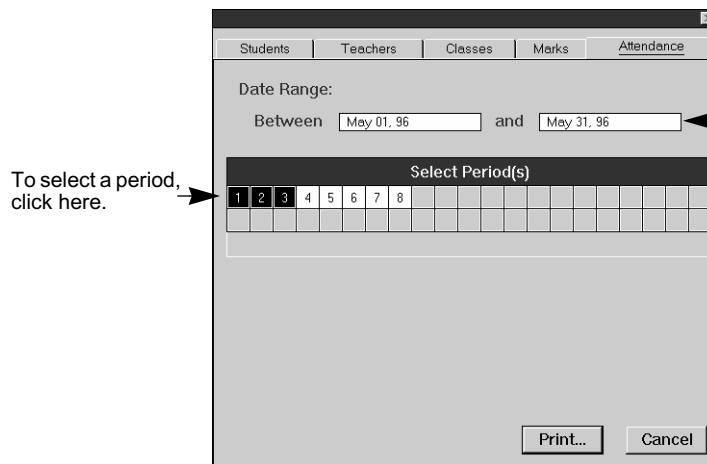 Students Teachers Classes Marks Attendance
Date Range:
Between May 01, 96 and May 31, 96
Select Period(s)
To select a period,
click here.
1 2 3 4 5 6 7 8
Print... Cancel